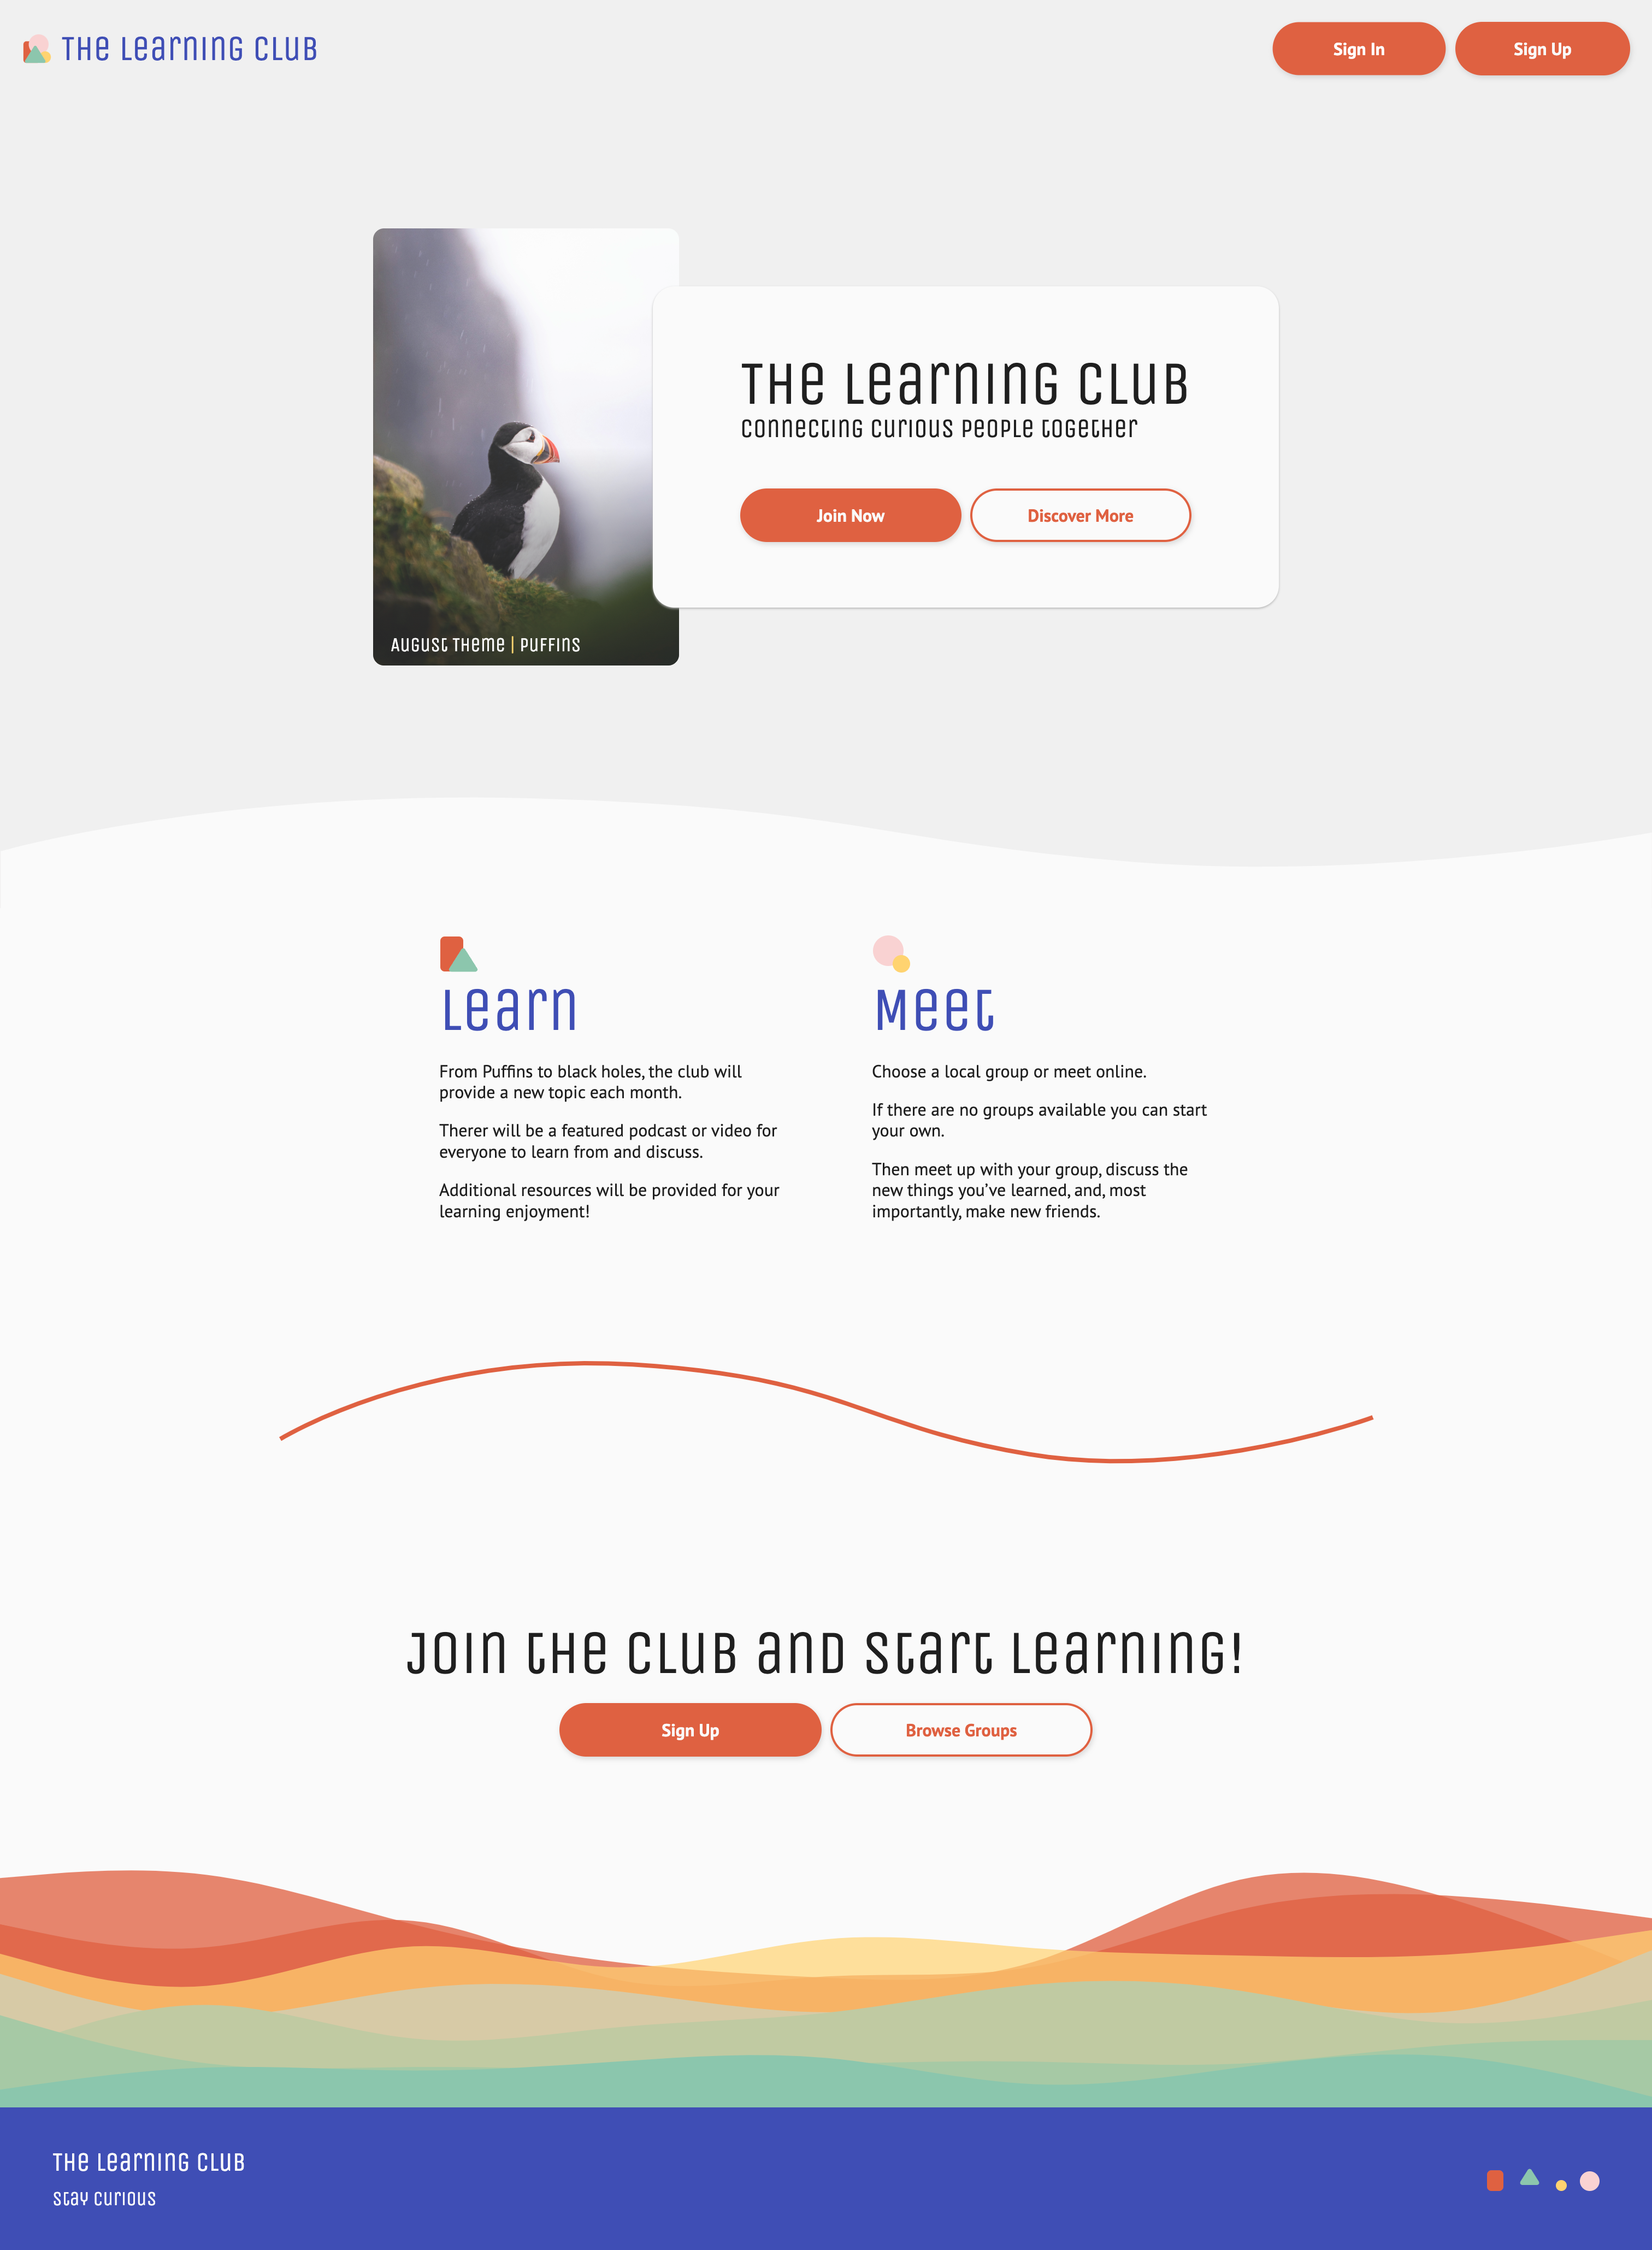 The Learning Club
Sign In
Sign Up
The Learning Club
connecting curious people together
Join Now
Discover More
August Theme | Puffins
Learn
From Puffins to black holes, the club will
provide a new topic each month.
Therer will be a featured podcast or video for
everyone to learn from and discuss.
Additional resources will be provided for your
learning enjoyment!
Meet
Choose a local group or meet online.
If there are no groups available you can start
your own.
Then meet up with your group, discuss the
new things you’ve learned, and, most
importantly, make new friends.
Join the club and start learning!
Sign Up
Browse Groups
The Learning Club
stay curious